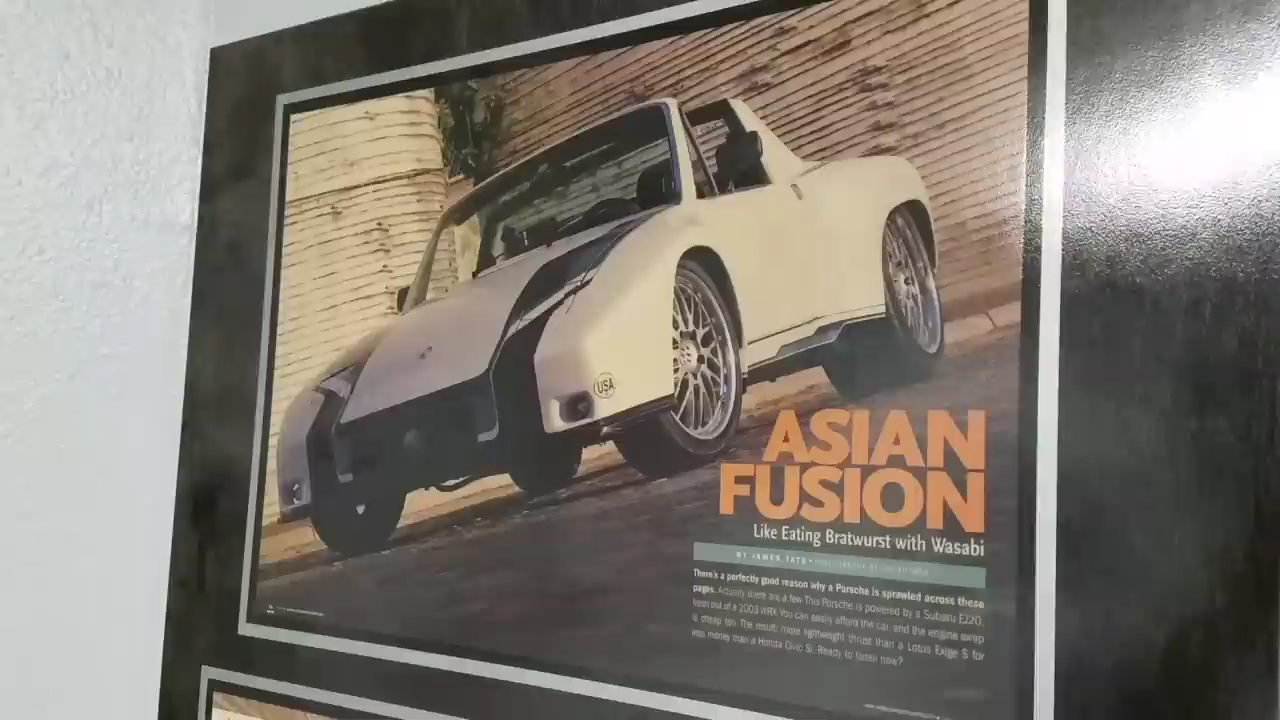 USA
ASIAN
FUSION
Like Eating Bratwurst with Wasabi
BY JAMES TATE •
There's a perfectly good reason why a Porsche is sprawled across these
pages. Actually there are a few. This Porsche is powered by a Subaru EJ20,
fresh out of a 2003 WRX. You can easily afford the car, and the engine swap
is cheap too. The result: more lightweight thrust than a Lotus Exige S for
less money than a Honda Civic Si. Ready to listen now?